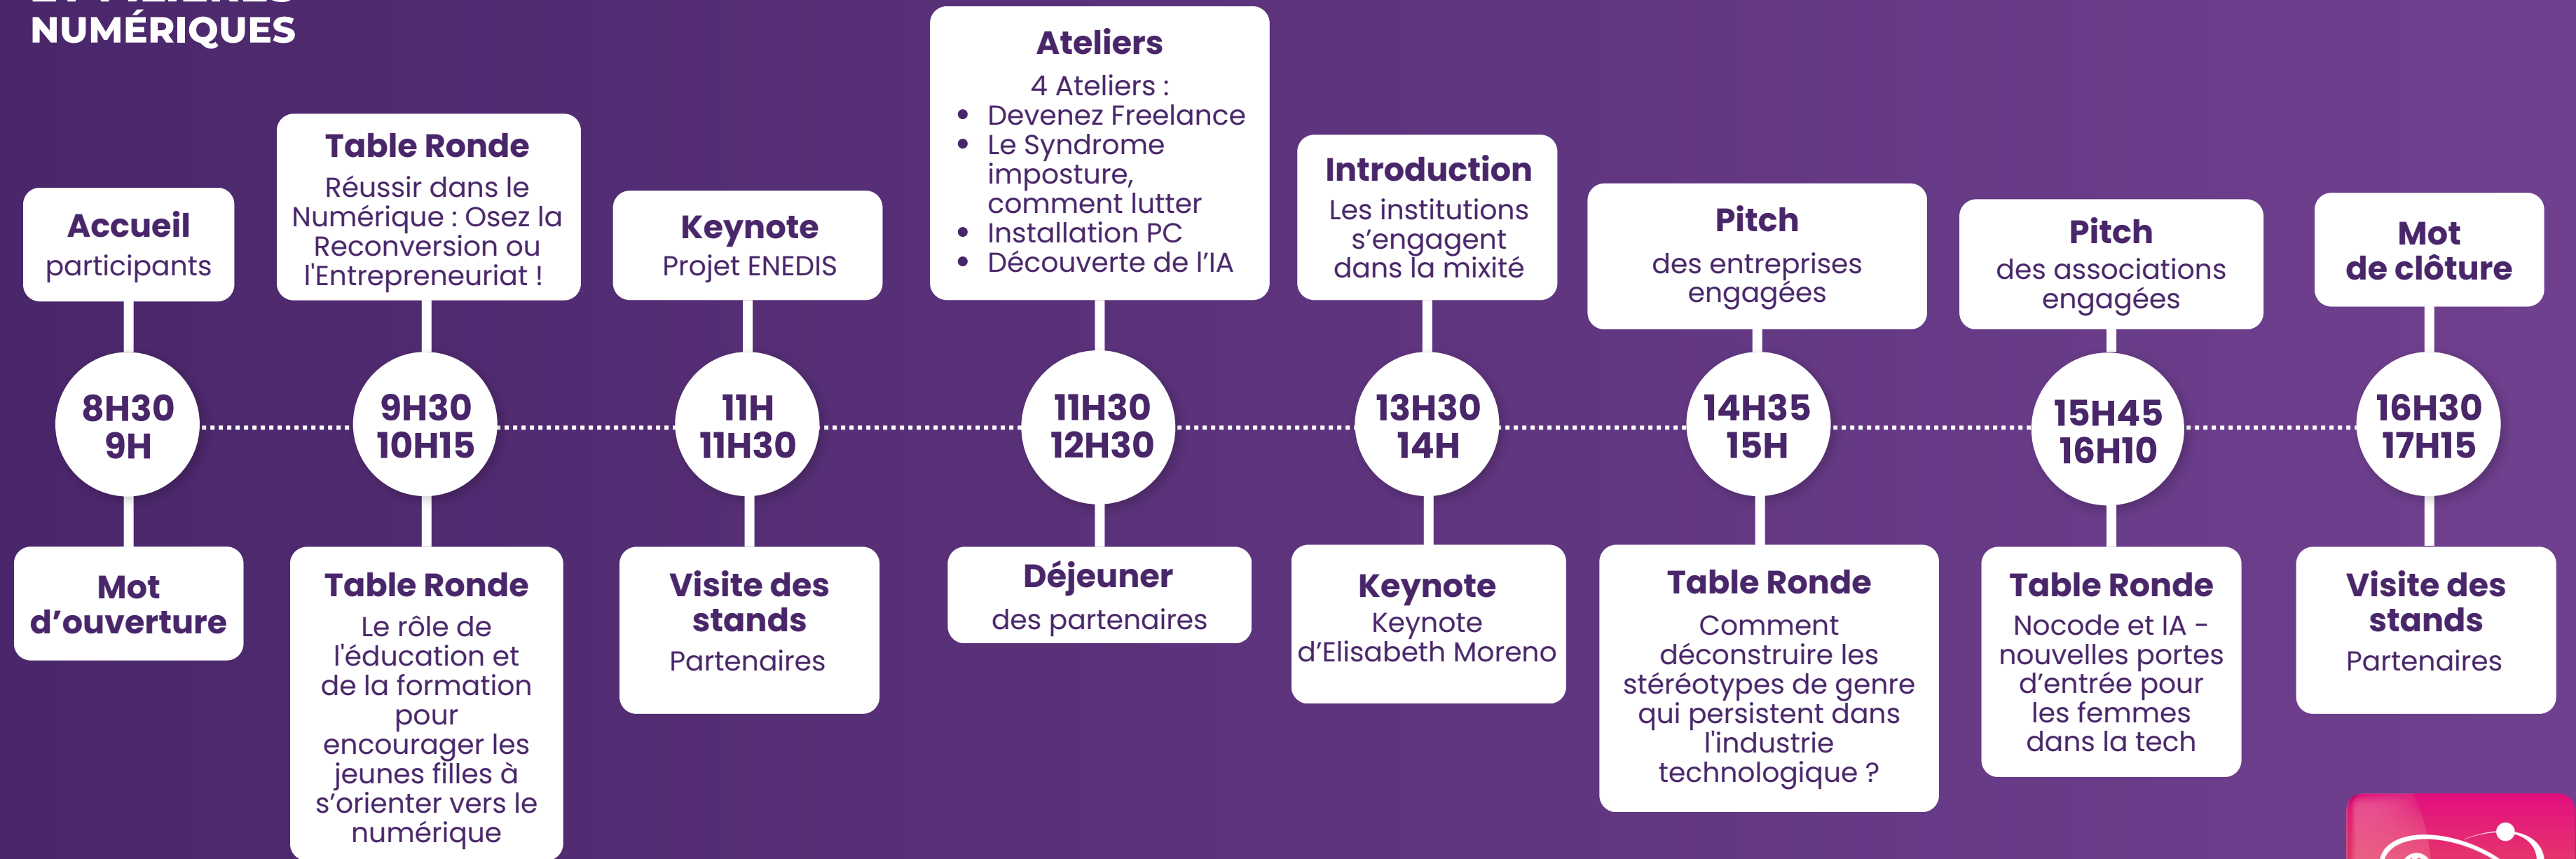 NUMÉRIQUES
Accueil
participants
8H30
9H
Mot
d’ouverture
Table Ronde
Réussir dans le
Numérique : Osez la
Reconversion ou
l'Entrepreneuriat !
9H30
10H15
Table Ronde
Le rôle de
l'éducation et
de la formation
pour
encourager les
jeunes filles à
s’orienter vers le
numérique
Keynote
Projet ENEDIS
11H
11H30
Visite des
stands
Partenaires
Ateliers
4 Ateliers :
• Devenez Freelance
• Le Syndrome
imposture,
comment lutter
• Installation PC
• Découverte de l’IA
11H30
12H30
Déjeuner
des partenaires
Introduction
Les institutions
s’engagent
dans la mixité
13H30
14H
Keynote
Keynote
d’Elisabeth Moreno
Pitch
des entreprises
engagées
14H35
15H
Table Ronde
Comment
déconstruire les
stéréotypes de genre
qui persistent dans
l'industrie
technologique ?
Pitch
des associations
engagées
15H45
16H10
Table Ronde
Nocode et IA -
nouvelles portes
d’entrée pour
les femmes
dans la tech
Mot
de clôture
16H30
17H15
Visite des
stands
Partenaires